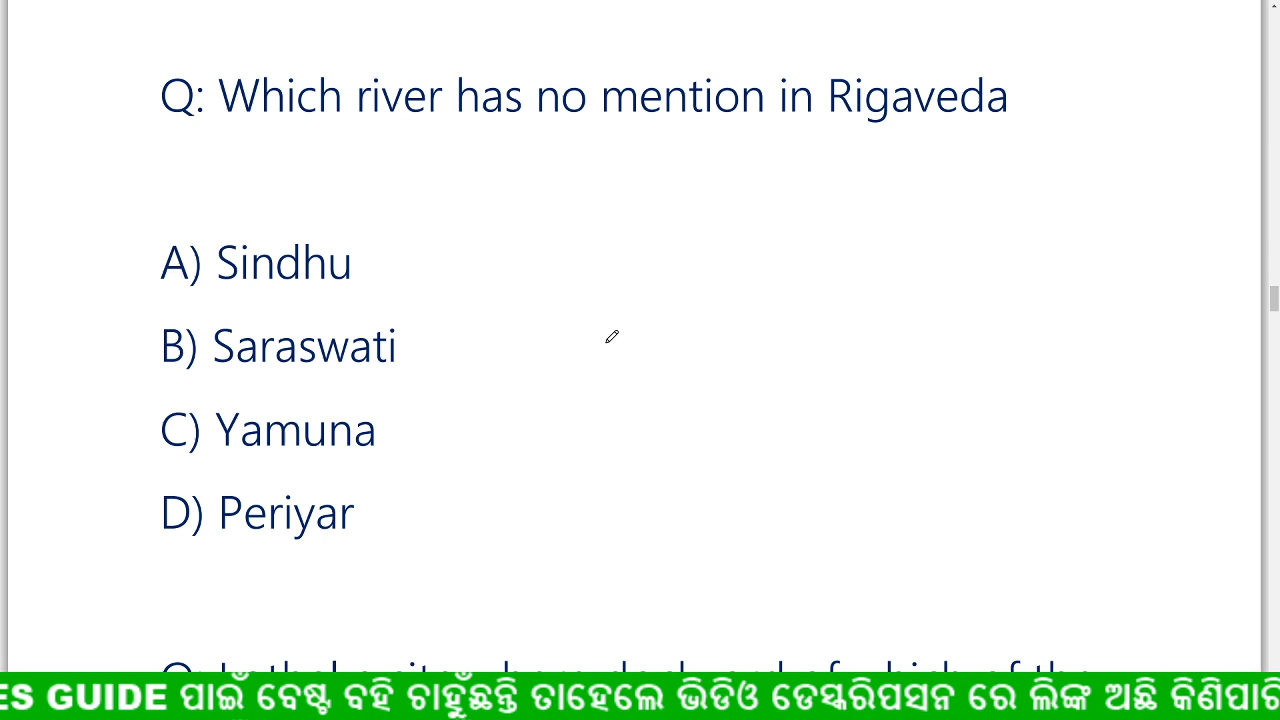 Q: Which river has no mention in Rigaveda
A) Sindhu
B) Saraswati
C) Yamuna
D) Periyar
ES GUIDE ପାଇଁ ବେଷ୍ଟ ବହି ଚାହୁଁଛନ୍ତି ତାହେଲେ ଭିଡିଓ ଡେସ୍କରିପସନ ରେ ଲିଙ୍କ ଅଛି କିଣିପାରି